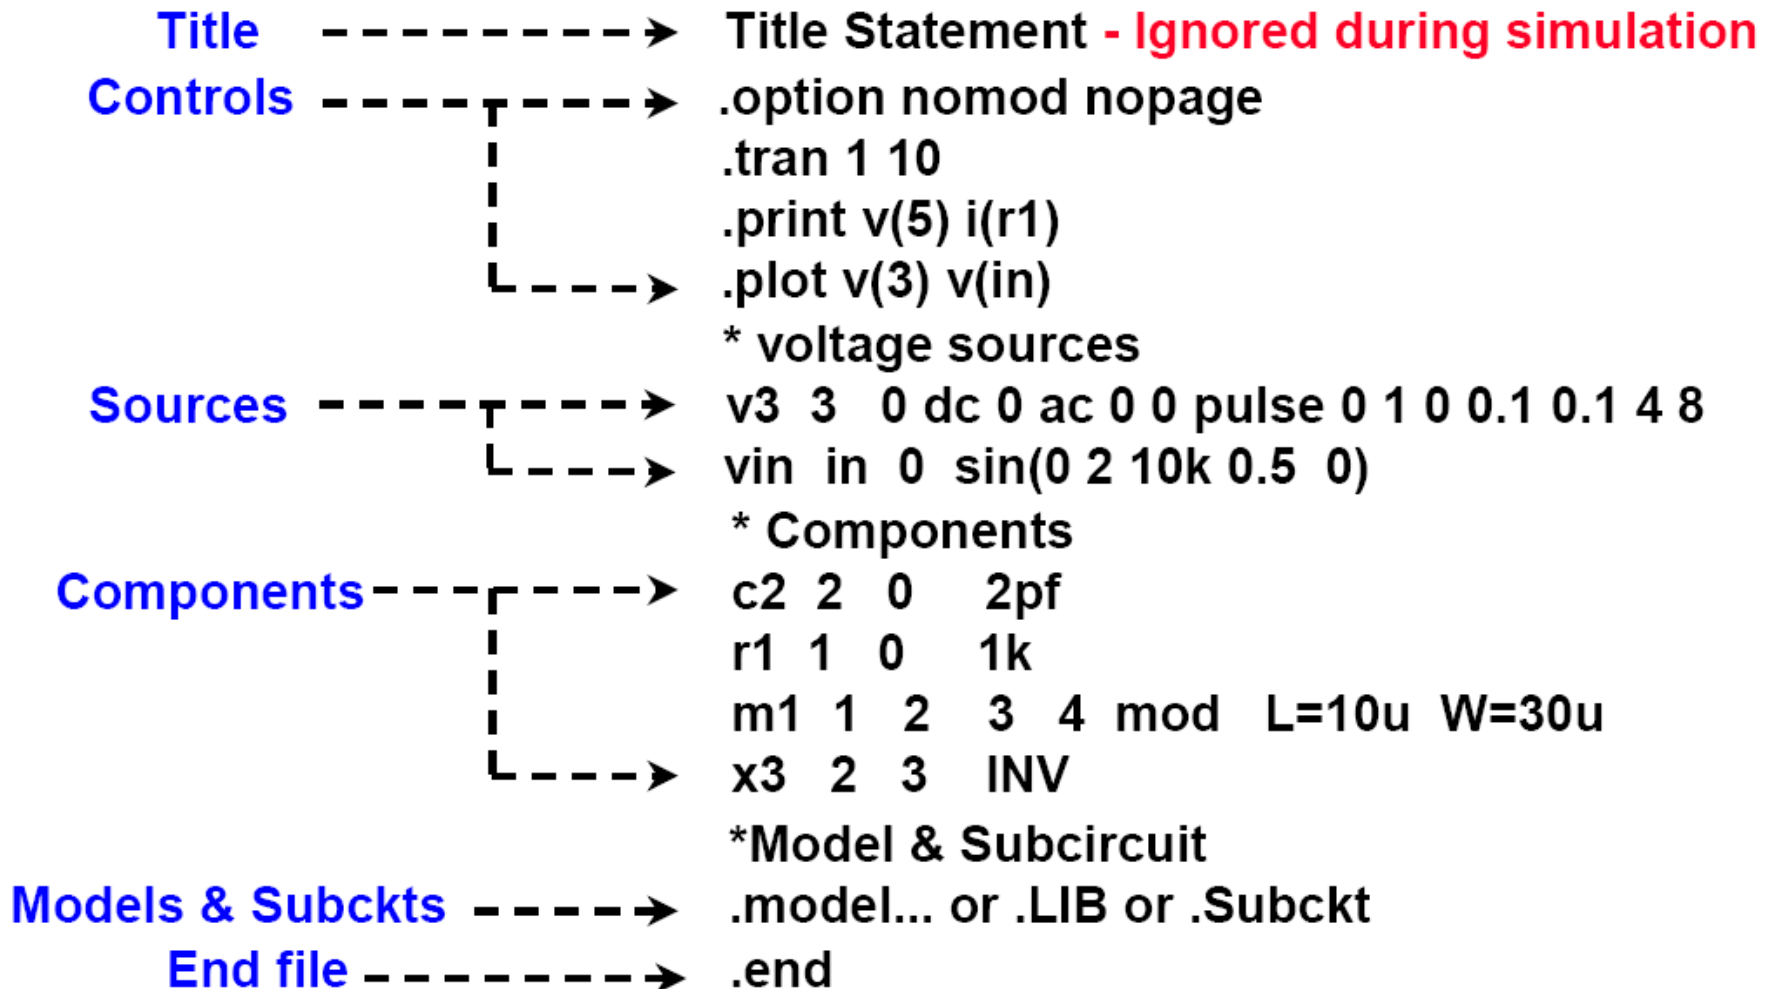 Title Title Statement - Ignored during simulation
Controls .option nomod nopage
.tran 1 10
.print v(5) i(r1)
.plot v(3) v(in)
* voltage sources
Sources v3 3 0 dc 0 ac 0 0 pulse 0 1 0 0.1 0.1 4 8
vin in 0 sin(0 2 10k 0.5 0)
* Components
Components c2 2 0 2pf
r1 1 0 1k
m1 1 2 3 4 mod L=10u W=30u
x3 2 3 INV
*Model & Subcircuit
Models & Subckts .model... or .LIB or .Subckt
End file .end